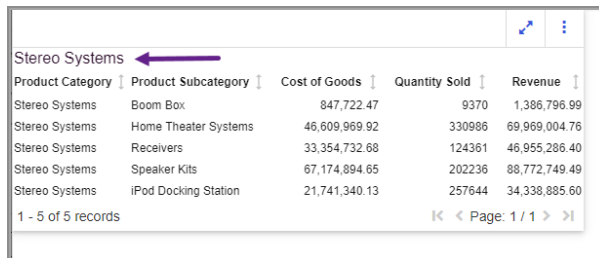 Stereo Systems
Product Category Product Subcategory Cost of Goods Quantity Sold Revenue
Stereo Systems Boom Box 847,722.47 9370 1,386,796.99
Stereo Systems Home Theater Systems 46,609,969.92 330986 69,969,004.76
Stereo Systems Receivers 33,354,732.68 124361 46,955,286.40
Stereo Systems Speaker Kits 67,174,894.65 202236 88,772,749.49
Stereo Systems iPod Docking Station 21,741,340.13 257644 34,338,885.60
1 - 5 of 5 records Page: 1 / 1